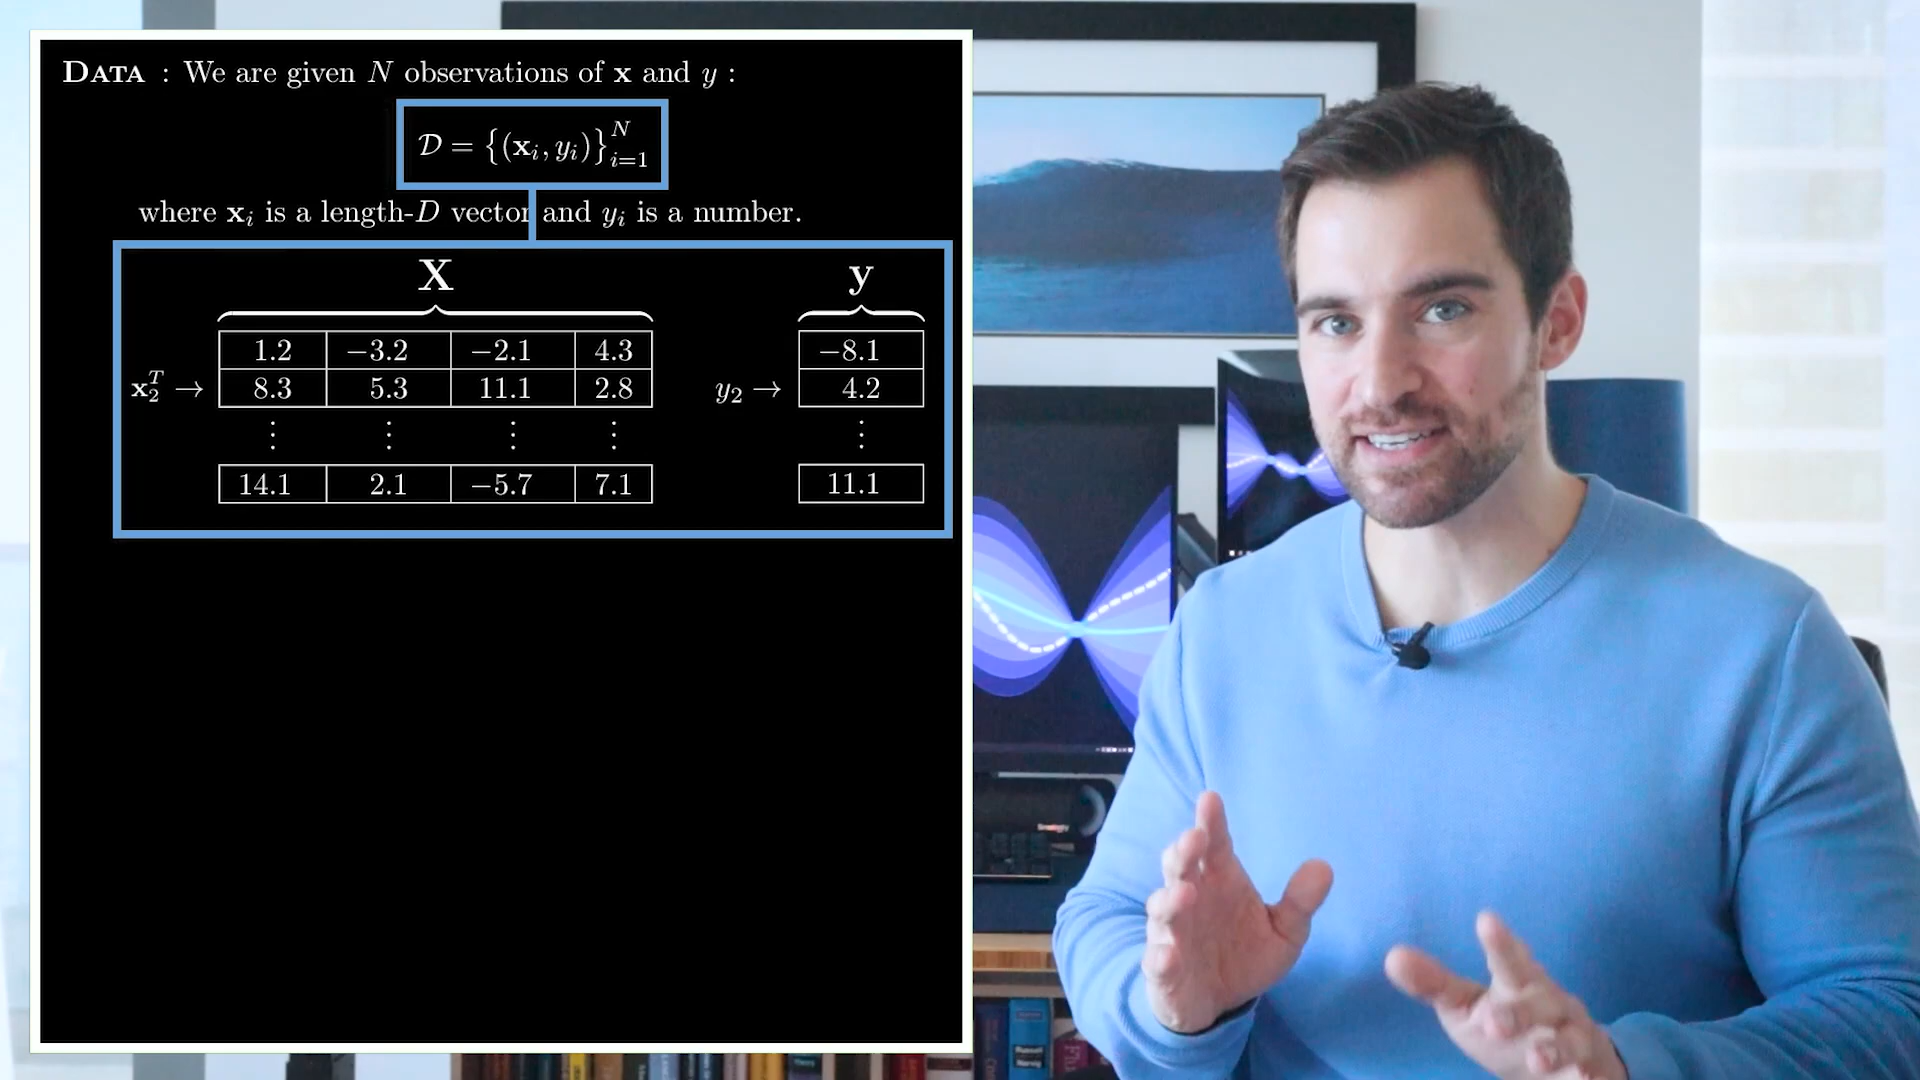 DATA : We are given N observations of x and y :
𝒟 = {(xᵢ, yᵢ)}ᵢ₌₁ᴺ
where xᵢ is a length-D vector and yᵢ is a number.
X y
1.2 −3.2 −2.1 4.3 −8.1
x₂ᵀ → 8.3 5.3 11.1 2.8 y₂ → 4.2
⋮ ⋮ ⋮ ⋮ ⋮
14.1 2.1 −5.7 7.1 11.1